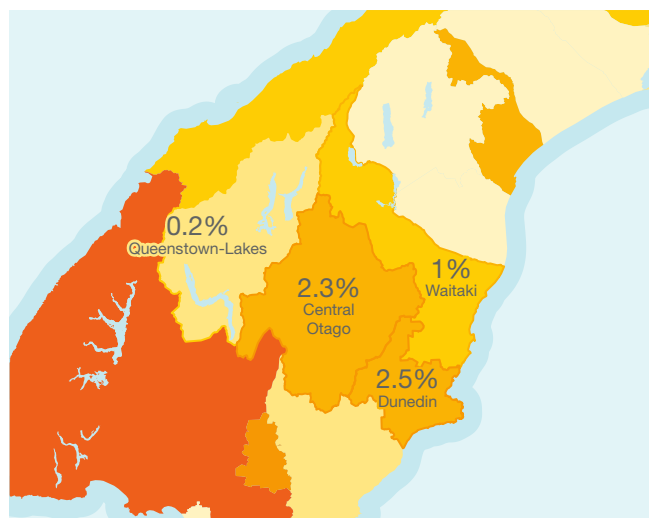 0.2%
Queenstown-Lakes
1%
Waitaki
2.3%
Central
Otago
2.5%
Dunedin